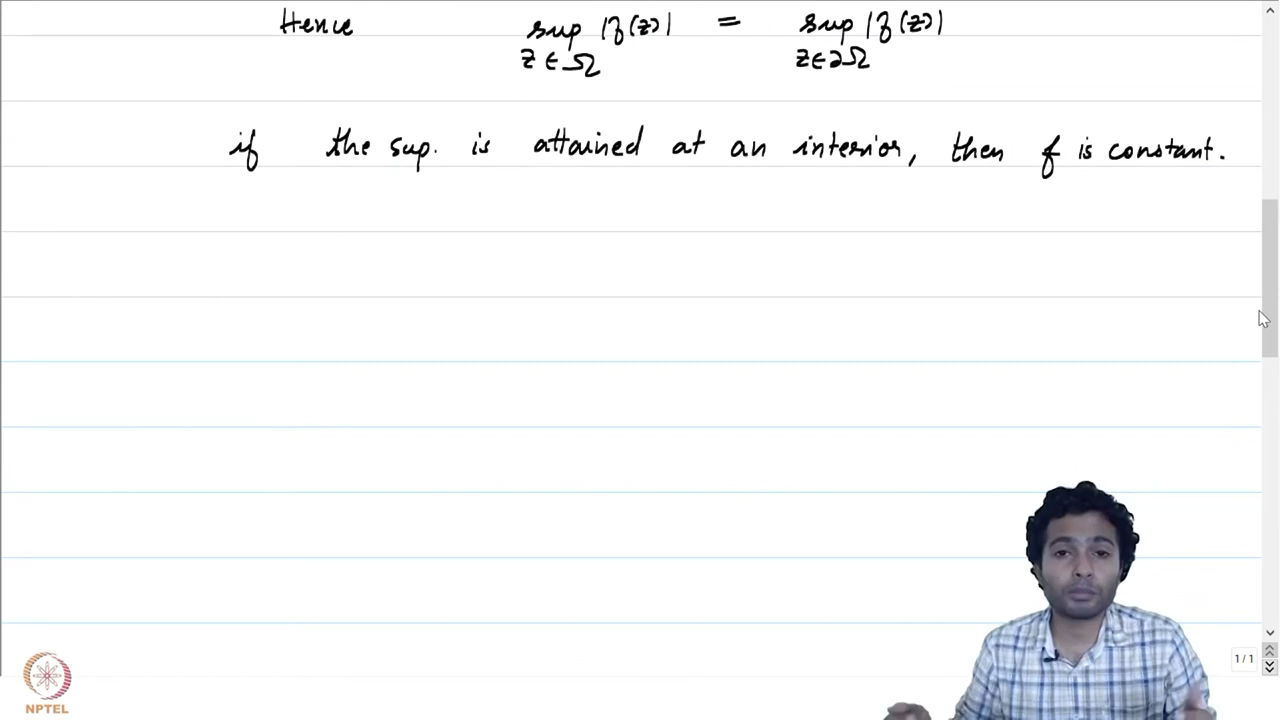 Hence sup |f(z)| = sup |f(z)|
z∈Ω z∈∂Ω
if the sup. is attained at an interior, then f is constant.
1/1
NPTEL